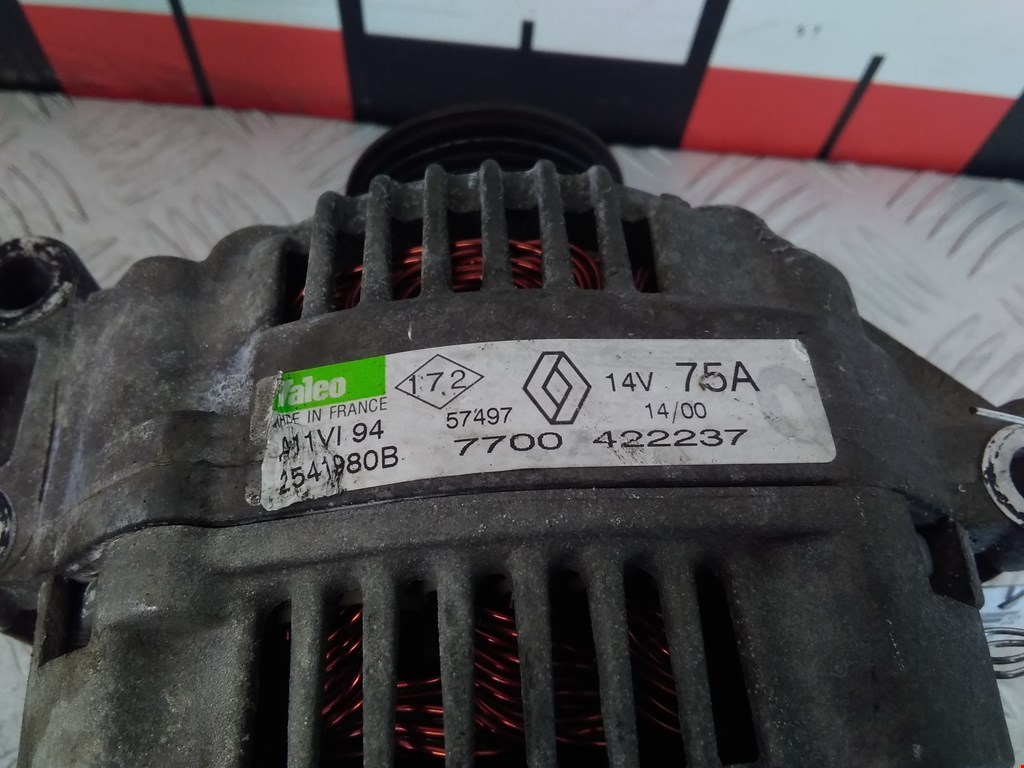 Valeo
MADE IN FRANCE
A11VI 94
2541980B
172
57497
14V 75A
14/00
7700 422237